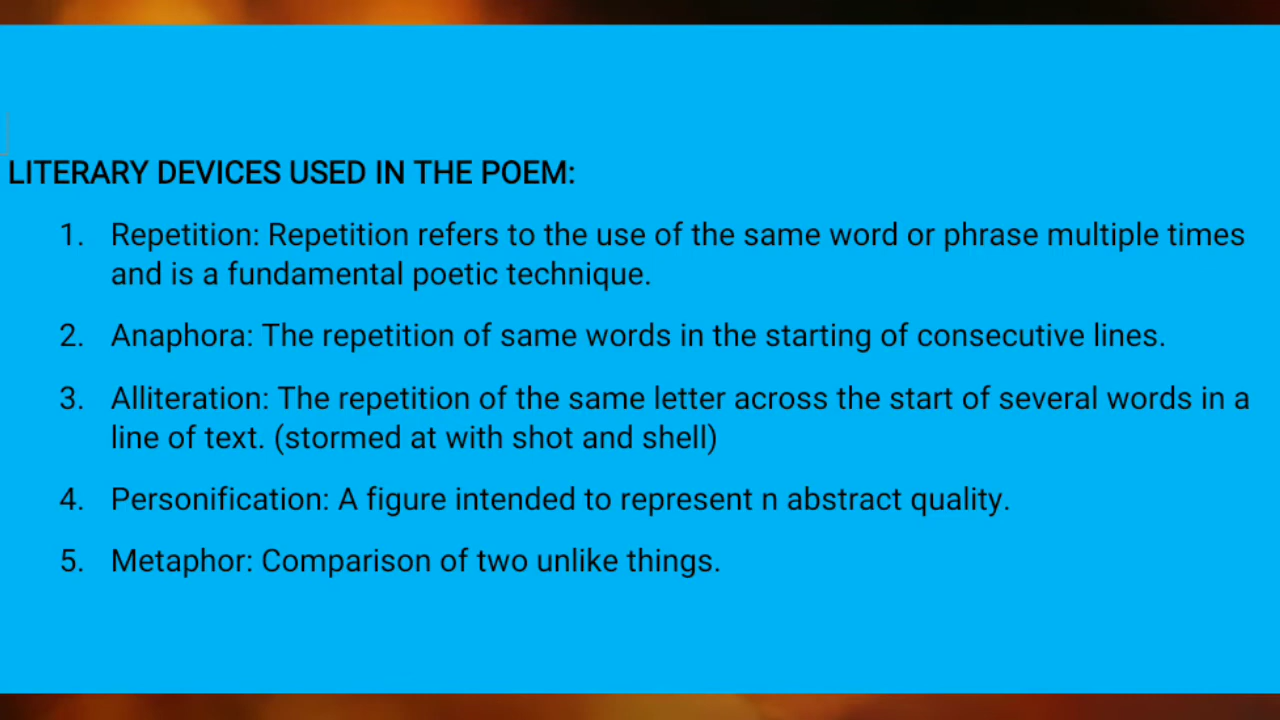 LITERARY DEVICES USED IN THE POEM:
1. Repetition: Repetition refers to the use of the same word or phrase multiple times
and is a fundamental poetic technique.
2. Anaphora: The repetition of same words in the starting of consecutive lines.
3. Alliteration: The repetition of the same letter across the start of several words in a
line of text. (stormed at with shot and shell)
4. Personification: A figure intended to represent n abstract quality.
5. Metaphor: Comparison of two unlike things.